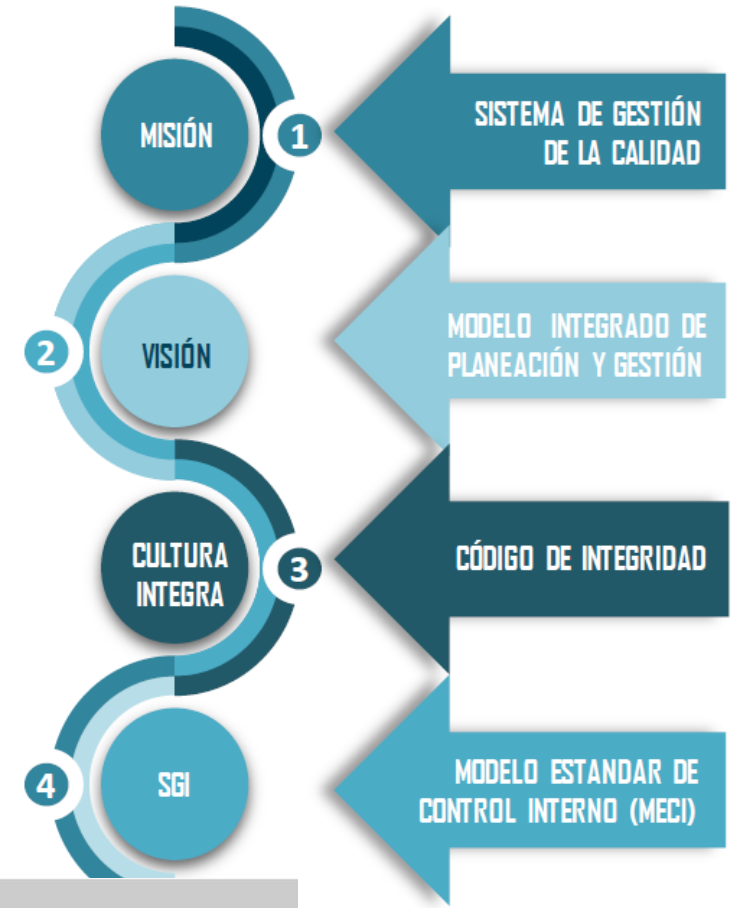 MISIÓN
1
SISTEMA DE GESTIÓN
DE LA CALIDAD
2
VISIÓN
MODELO INTEGRADO DE
PLANEACIÓN Y GESTIÓN
CULTURA
INTEGRA
3
CÓDIGO DE INTEGRIDAD
4
SGI
MODELO ESTANDAR DE
CONTROL INTERNO (MECI)